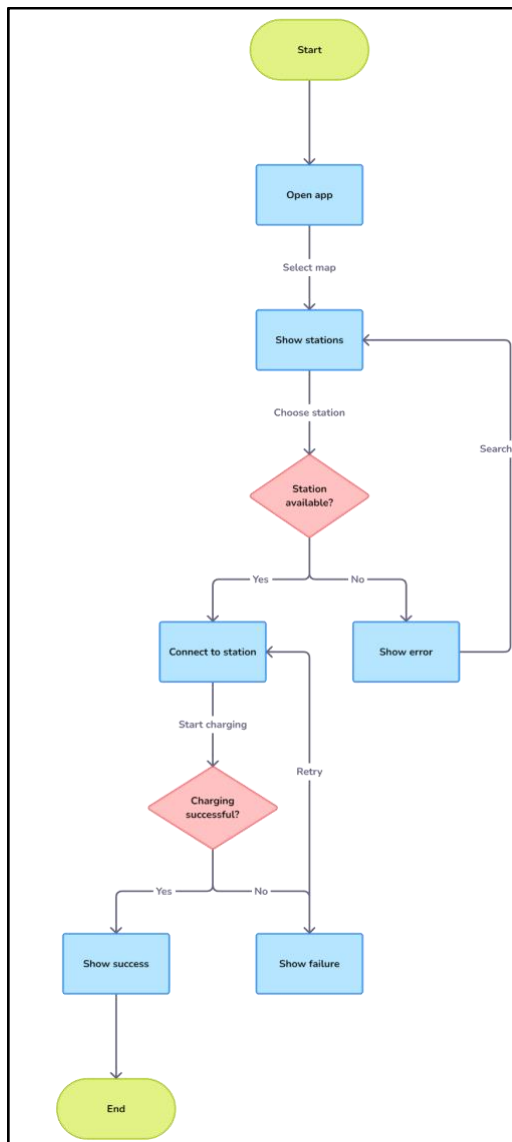 Start
Open app
Select map
Show stations
Choose station
Search
Station
available?
Yes
No
Connect to station
Show error
Start charging
Retry
Charging
successful?
Yes
No
Show success
Show failure
End